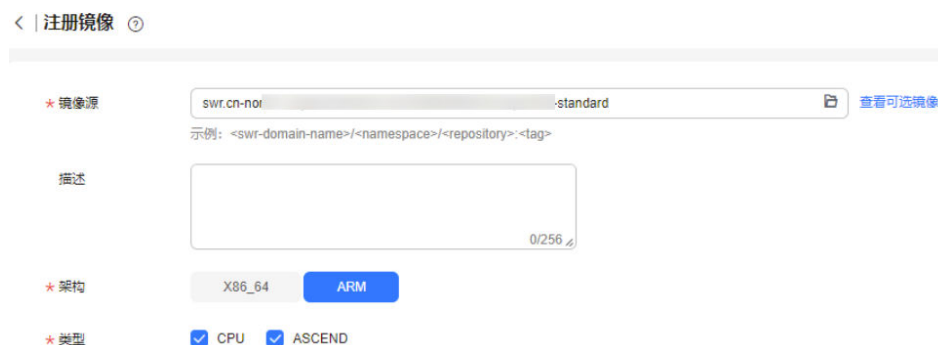 注册镜像
* 镜像源
swr.cn-nor -standard
查看可选镜像
示例：<swr-domain-name>/<namespace>/<repository>:<tag>
描述
0/256
* 架构
X86_64
ARM
* 类型
CPU
ASCEND